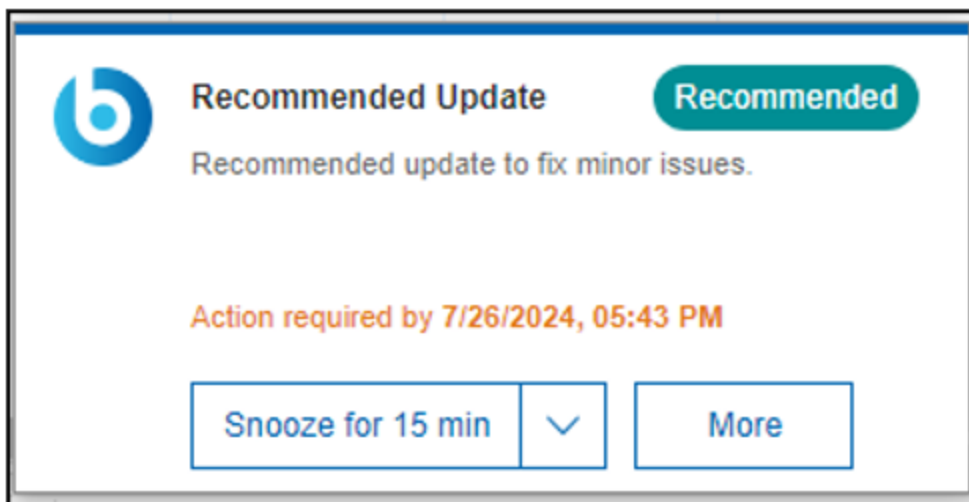 Recommended Update
Recommended
Recommended update to fix minor issues.
Action required by 7/26/2024, 05:43 PM
Snooze for 15 min
More